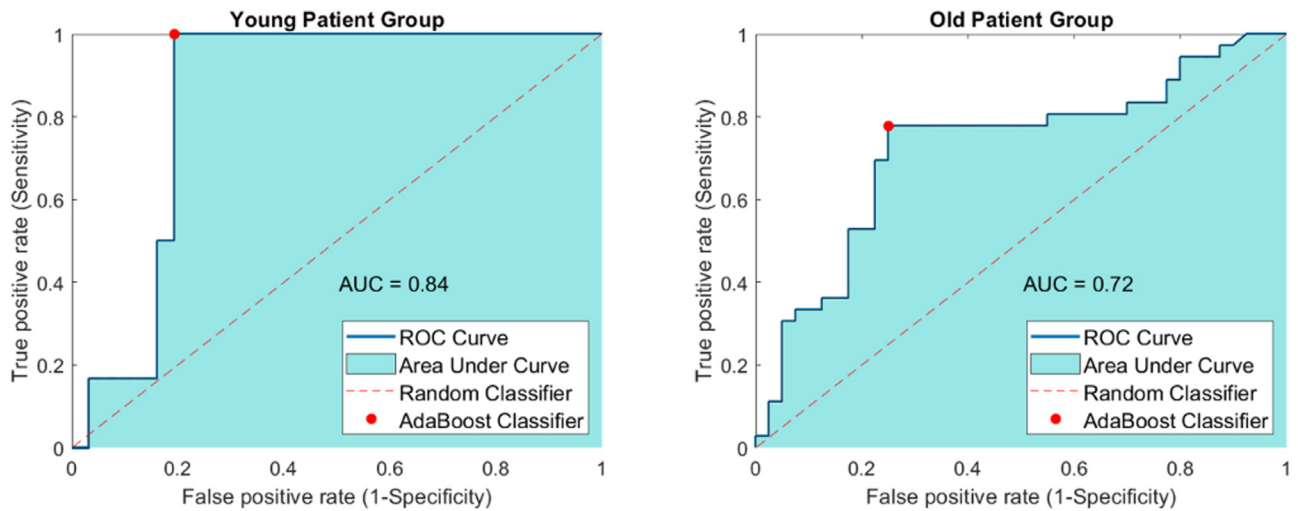 Young Patient Group
1
0.8
0.6
0.4
0.2
0
True positive rate (Sensitivity)
AUC = 0.84
ROC Curve
Area Under Curve
Random Classifier
AdaBoost Classifier
0 0.2 0.4 0.6 0.8 1
False positive rate (1-Specificity)
Old Patient Group
1
0.8
0.6
0.4
0.2
0
True positive rate (Sensitivity)
AUC = 0.72
ROC Curve
Area Under Curve
Random Classifier
AdaBoost Classifier
0 0.2 0.4 0.6 0.8 1
False positive rate (1-Specificity)